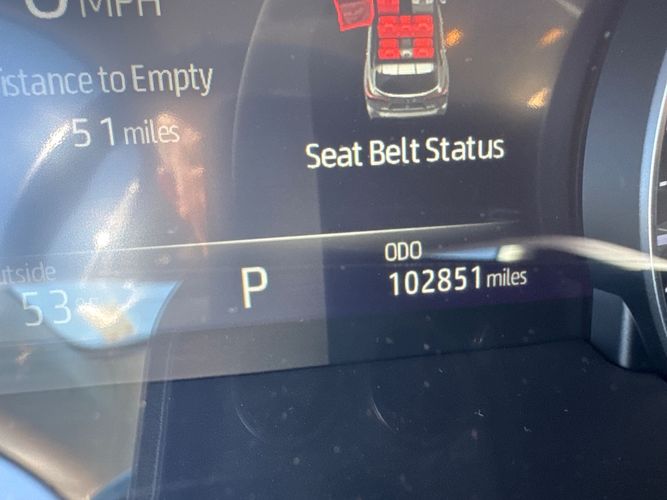 MPH
istance to Empty
51 miles
Seat Belt Status
utside
53
P
ODO
102851 miles